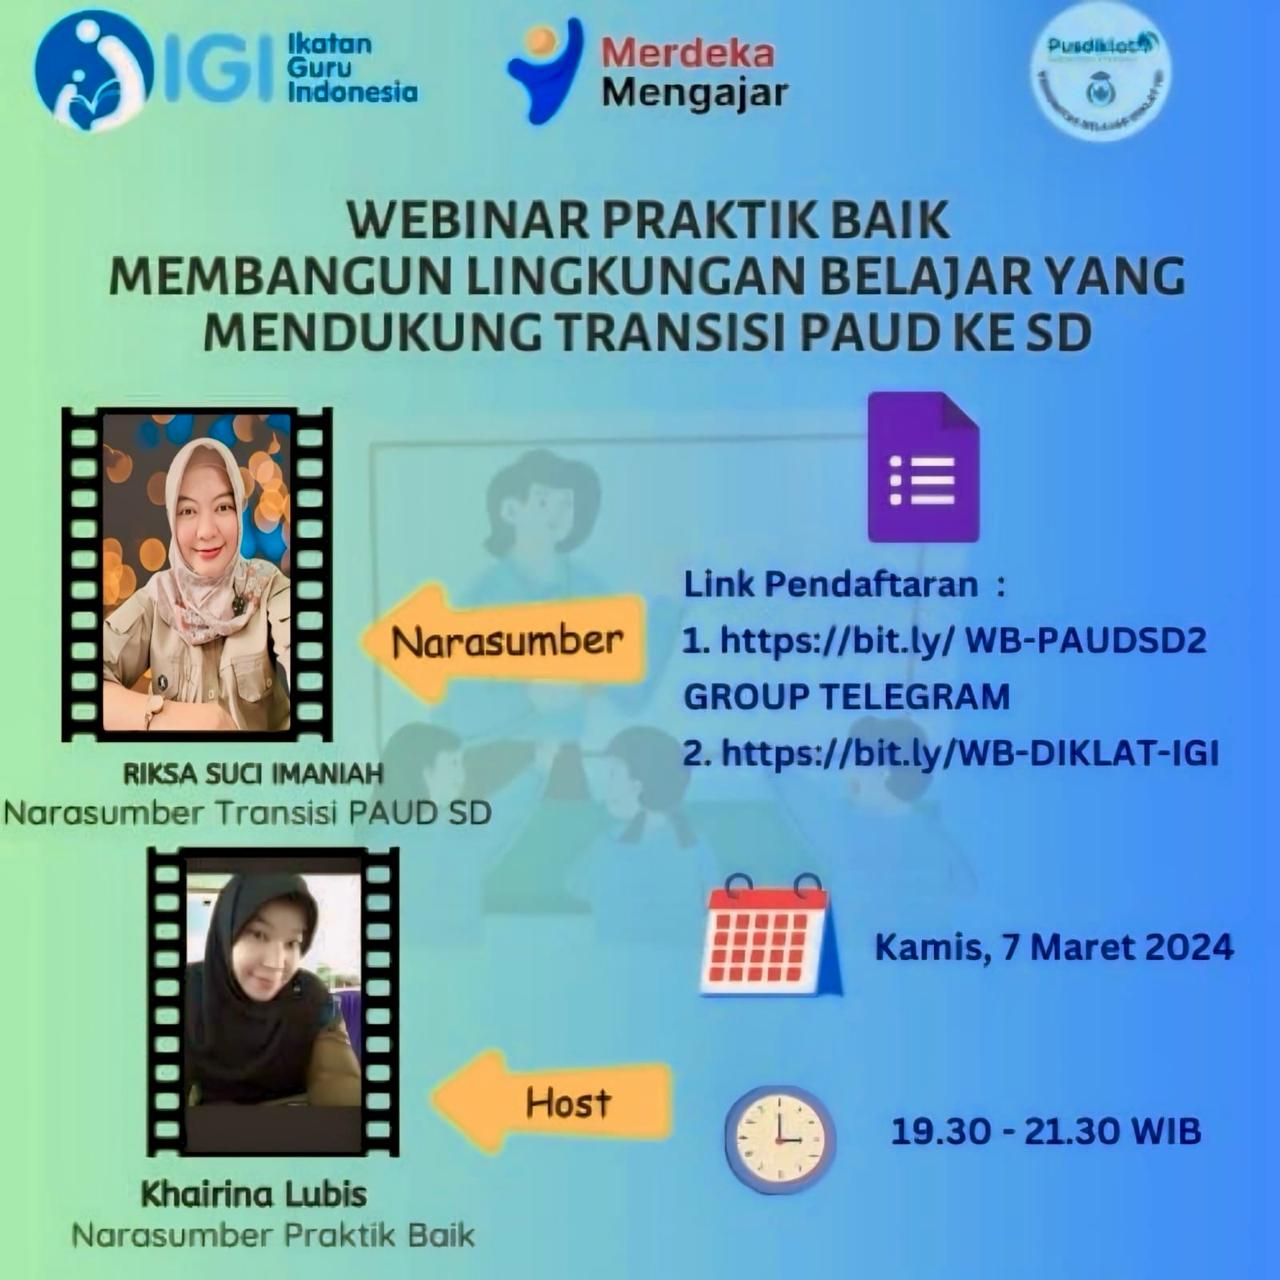 IGI
Ikatan
Guru
Indonesia
Merdeka
Mengajar
Pusdiklat
WEBINAR PRAKTIK BAIK
MEMBANGUN LINGKUNGAN BELAJAR YANG
MENDUKUNG TRANSISI PAUD KE SD
Narasumber
RIKSA SUCI IMANIAH
Narasumber Transisi PAUD SD
Link Pendaftaran :
1. https://bit.ly/ WB-PAUDSD2
GROUP TELEGRAM
2. https://bit.ly/WB-DIKLAT-IGI
Kamis, 7 Maret 2024
Host
19.30 - 21.30 WIB
Khairina Lubis
Narasumber Praktik Baik